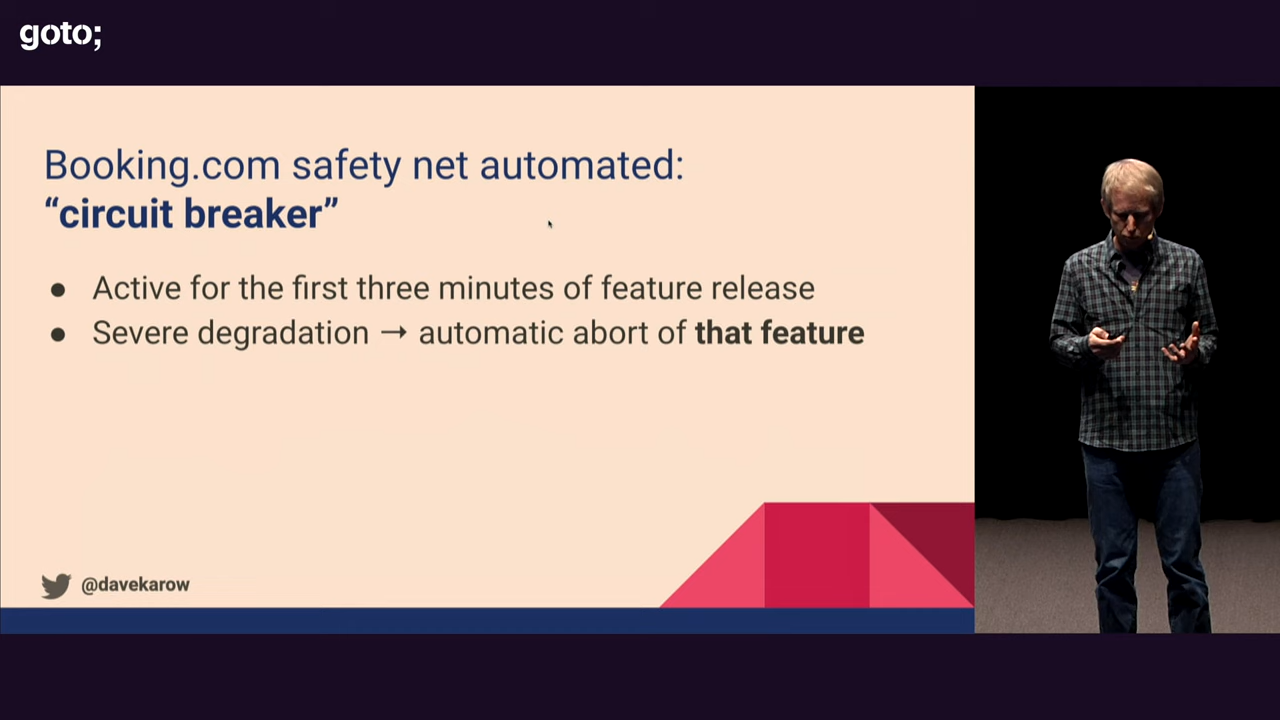 goto;
Booking.com safety net automated:
“circuit breaker”
● Active for the first three minutes of feature release
● Severe degradation → automatic abort of that feature
@davekarow